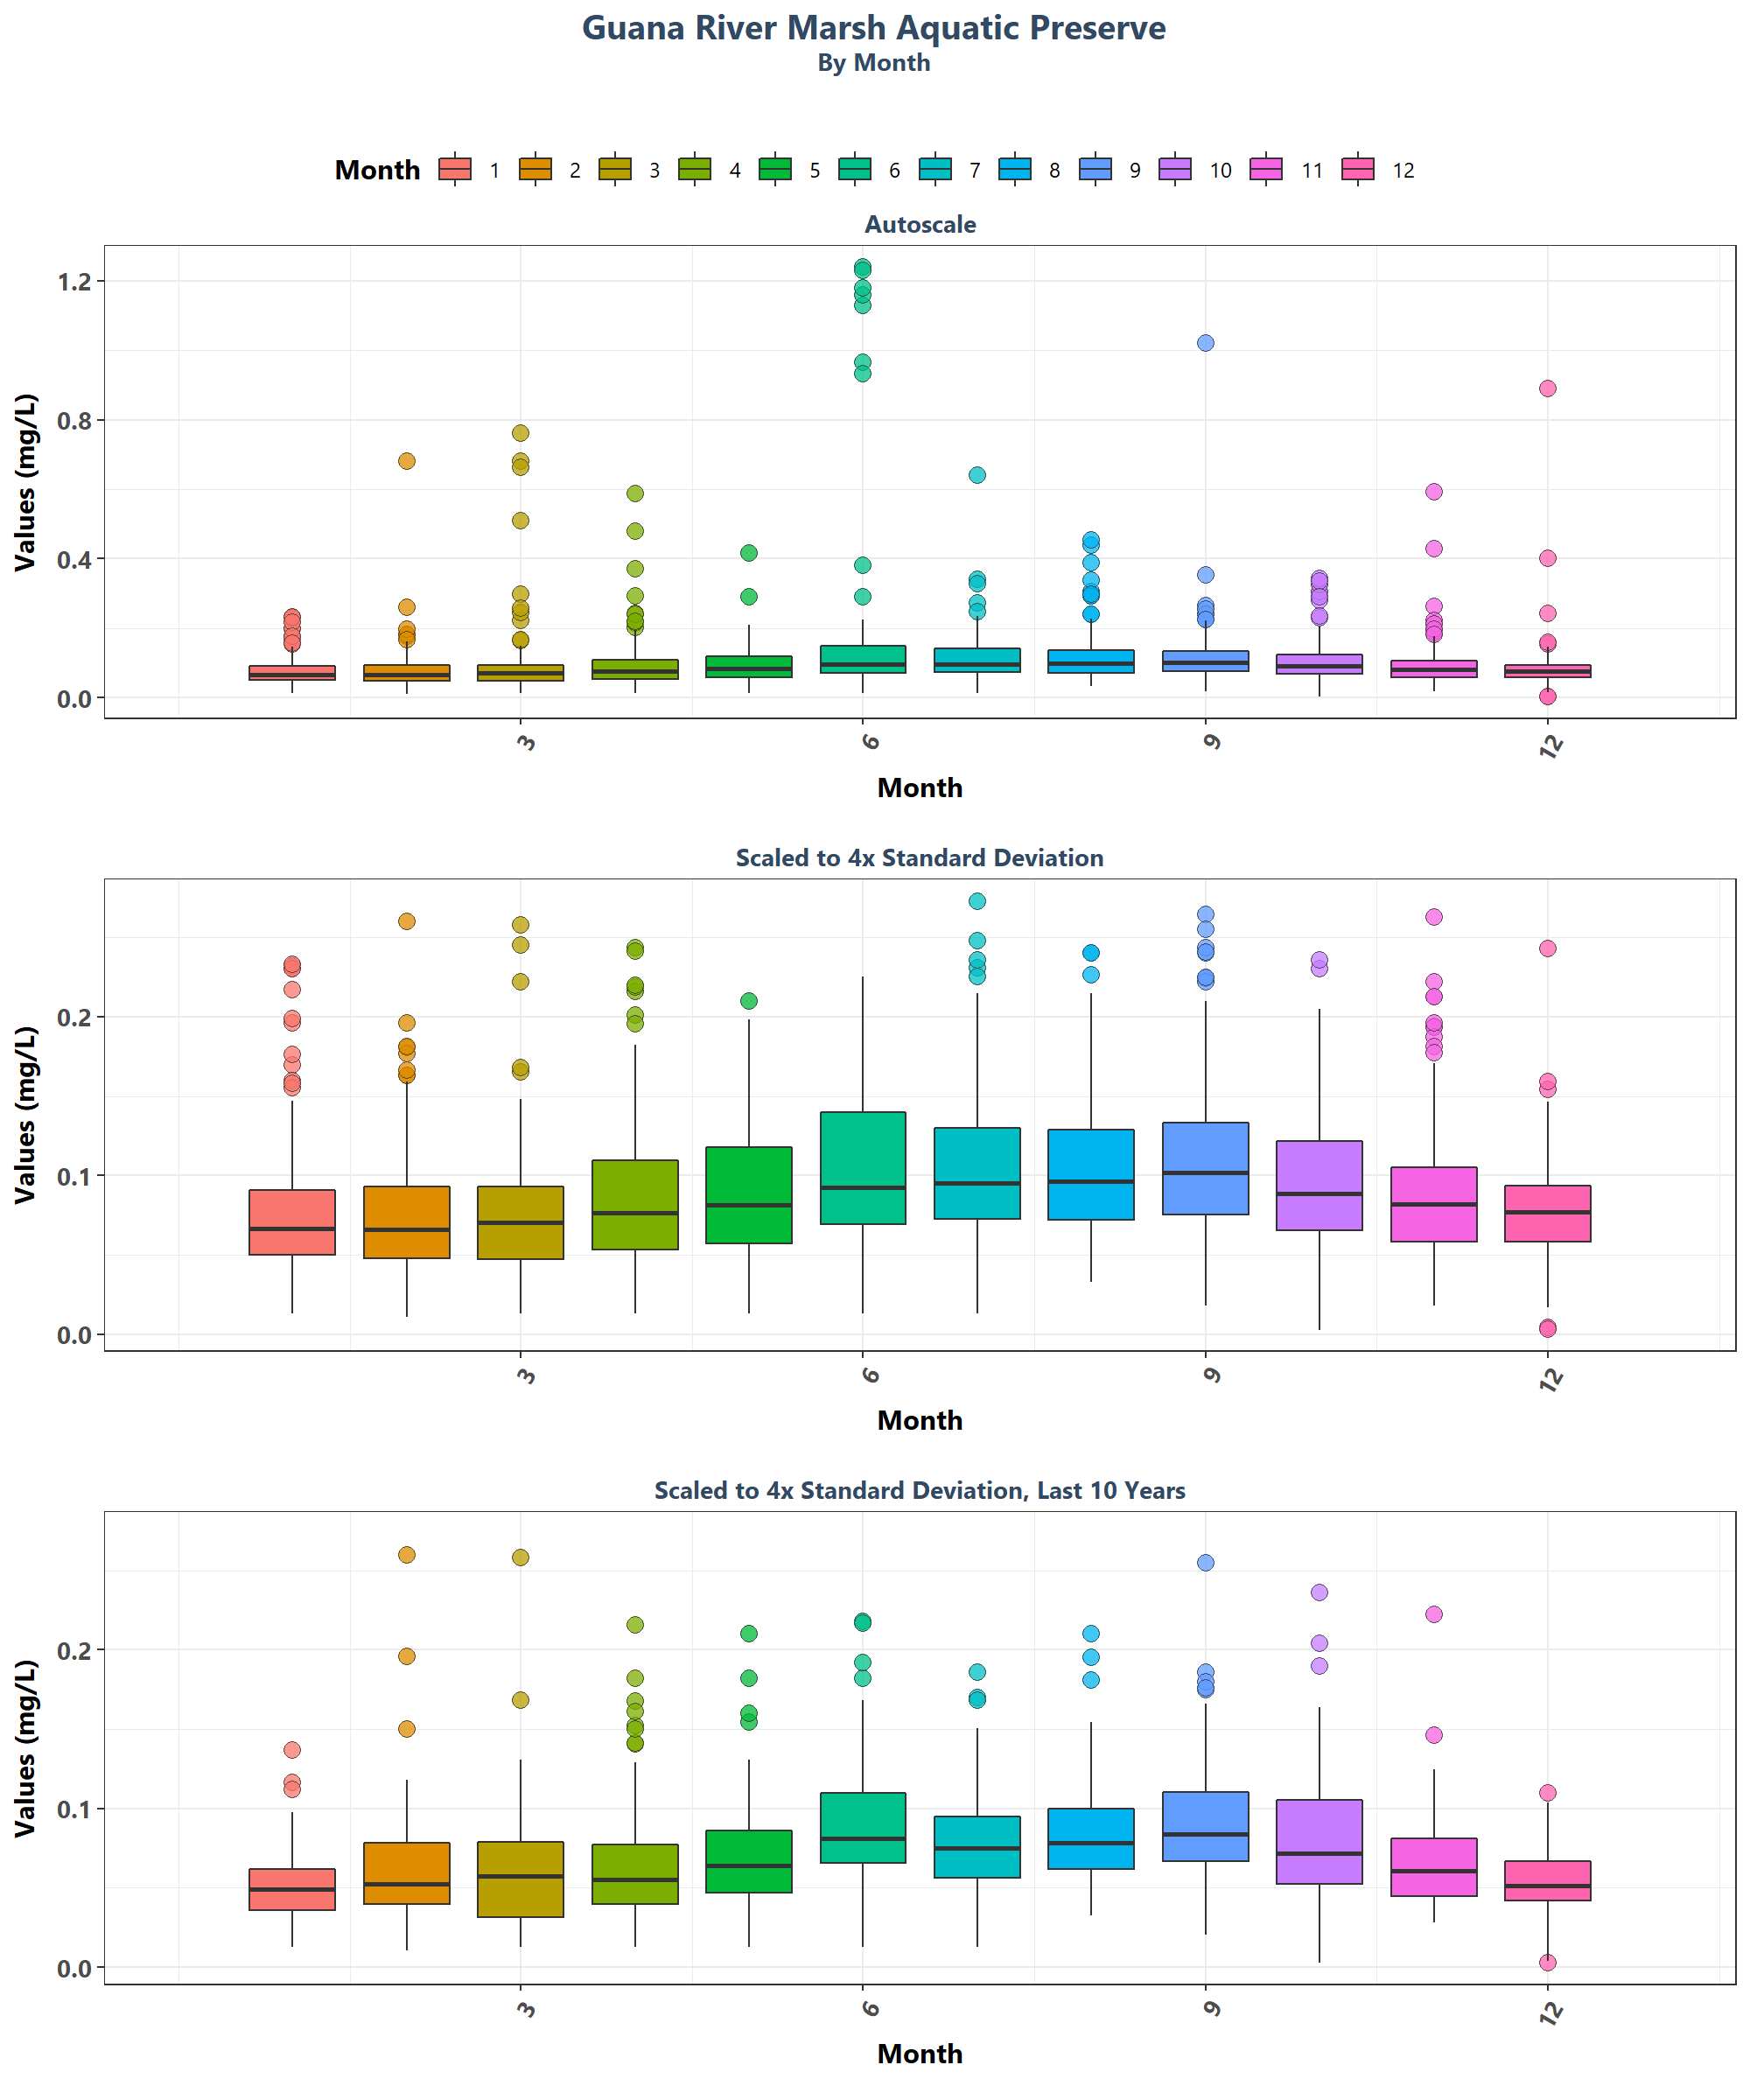 Guana River Marsh Aquatic Preserve
By Month
Month 1 2 3 4 5 6 7 8 9 10 11 12
Autoscale
Values (mg/L)
1.2
0.8
0.4
0.0
3 6 9 12
Month
Scaled to 4x Standard Deviation
Values (mg/L)
0.2
0.1
0.0
3 6 9 12
Month
Scaled to 4x Standard Deviation, Last 10 Years
Values (mg/L)
0.2
0.1
0.0
3 6 9 12
Month